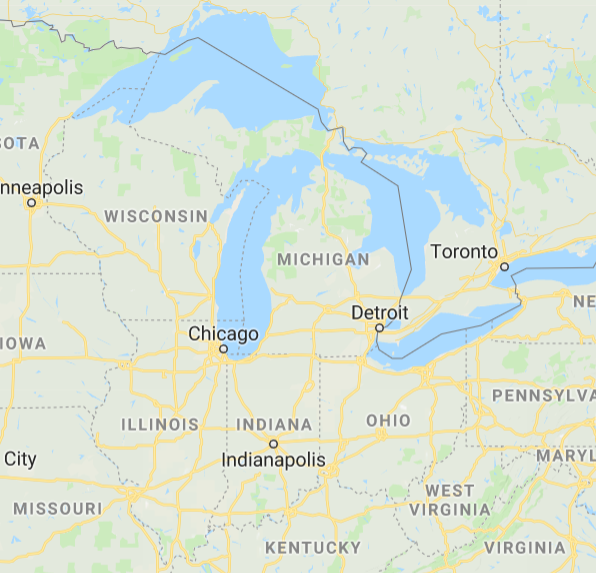 OTA
nneapolis
WISCONSIN
MICHIGAN
Toronto
Detroit
NE
Chicago
IOWA
PENNSYLVA
ILLINOIS
INDIANA
OHIO
City
Indianapolis
MARYL
MISSOURI
WEST
VIRGINIA
KENTUCKY
VIRGINIA